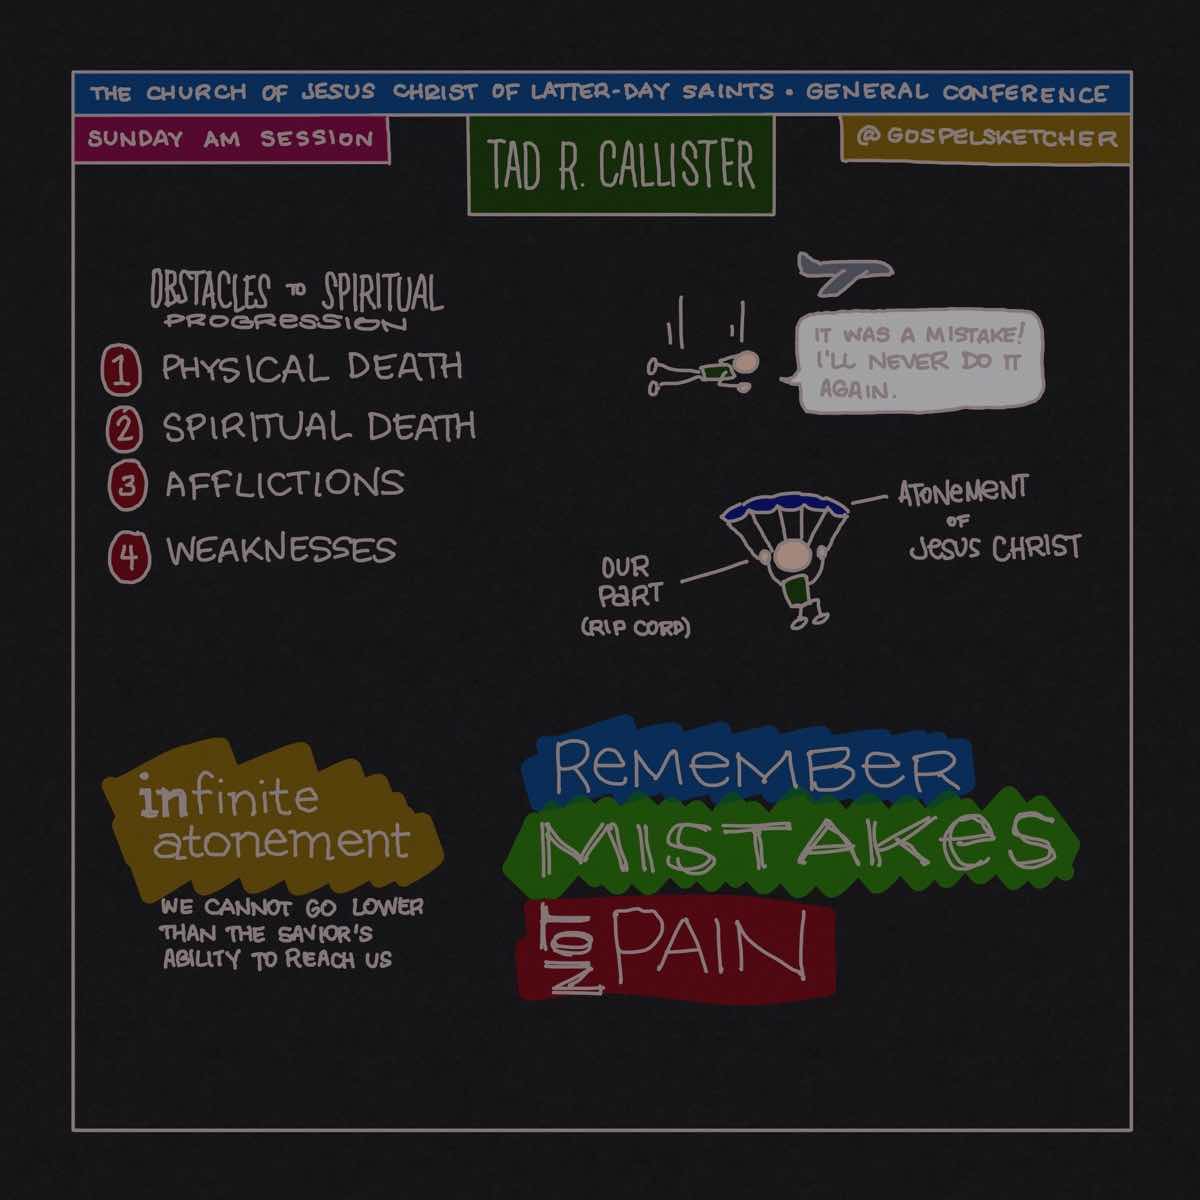 THE CHURCH OF JESUS CHRIST OF LATTER-DAY SAINTS • GENERAL CONFERENCE
SUNDAY AM SESSION
TAD R. CALLISTER
@GOSPELSKETCHER
OBSTACLES TO SPIRITUAL
PROGRESSION
1 PHYSICAL DEATH
2 SPIRITUAL DEATH
3 AFFLICTIONS
4 WEAKNESSES
IT WAS A MISTAKE!
I'LL NEVER DO IT
AGAIN.
ATONEMENT
OF
JESUS CHRIST
OUR
PART
(RIP CORD)
infinite
atonement
WE CANNOT GO LOWER
THAN THE SAVIOR'S
ABILITY TO REACH US
REMEMBER
MISTAKES
NOT PAIN